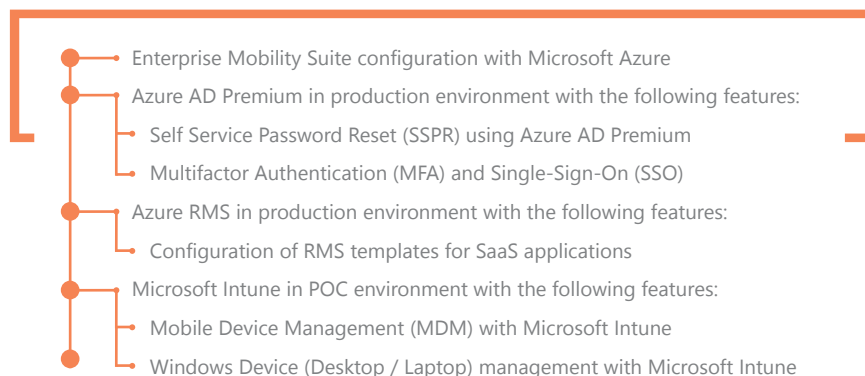 Enterprise Mobility Suite configuration with Microsoft Azure
Azure AD Premium in production environment with the following features:
Self Service Password Reset (SSPR) using Azure AD Premium
Multifactor Authentication (MFA) and Single-Sign-On (SSO)
Azure RMS in production environment with the following features:
Configuration of RMS templates for SaaS applications
Microsoft Intune in POC environment with the following features:
Mobile Device Management (MDM) with Microsoft Intune
Windows Device (Desktop / Laptop) management with Microsoft Intune